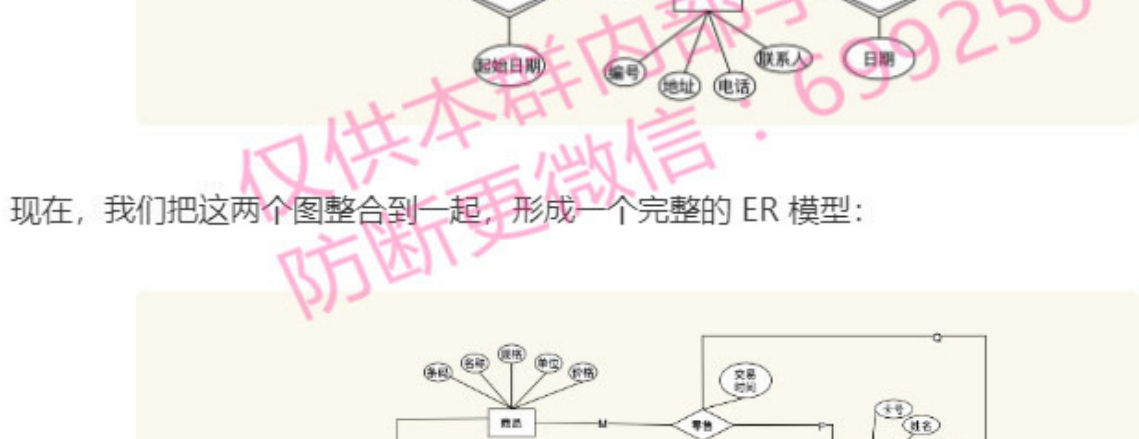 起始日期
编号
地址
电话
联系人
日期
仅供本群内部学
防断更微信：699250
现在，我们把这两个图整合到一起，形成一个完整的 ER 模型：
条码
名称
规格
单位
价格
商品
M
零售
交易
时间
P
Q
卡号
姓名